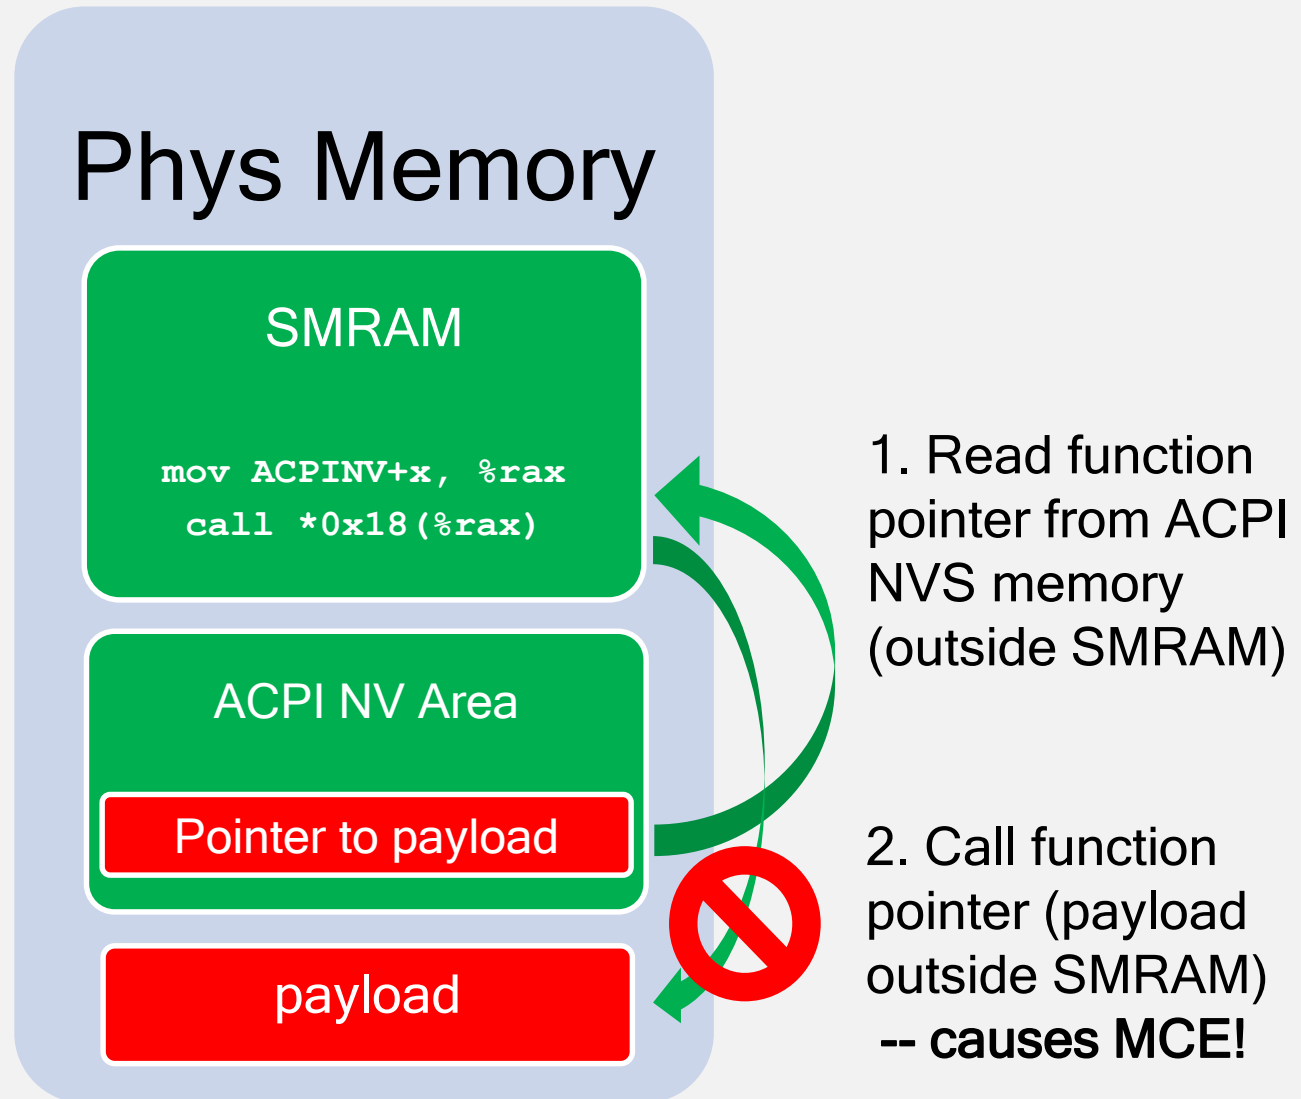 Phys Memory
SMRAM
mov ACPINV+x, %rax
call *0x18(%rax)
ACPI NV Area
Pointer to payload
payload
1. Read function
pointer from ACPI
NVS memory
(outside SMRAM)
2. Call function
pointer (payload
outside SMRAM)
-- causes MCE!